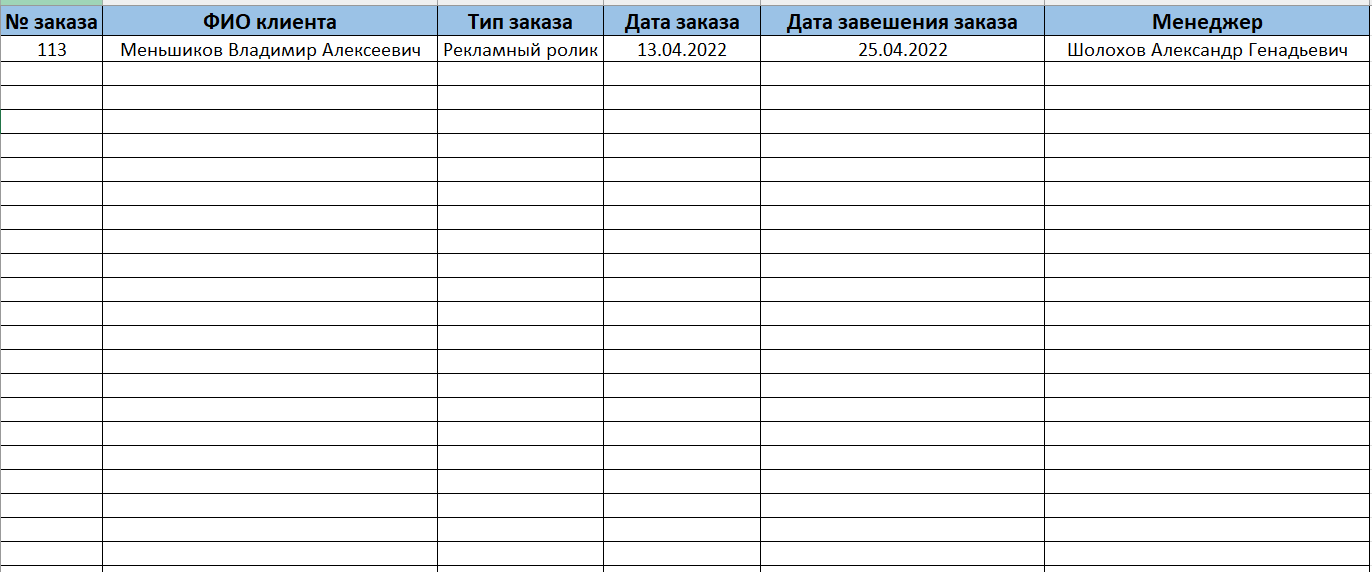 № заказа ФИО клиента Тип заказа Дата заказа Дата завешения заказа Менеджер
113 Меньшиков Владимир Алексеевич Рекламный ролик 13.04.2022 25.04.2022 Шолохов Александр Генадьевич